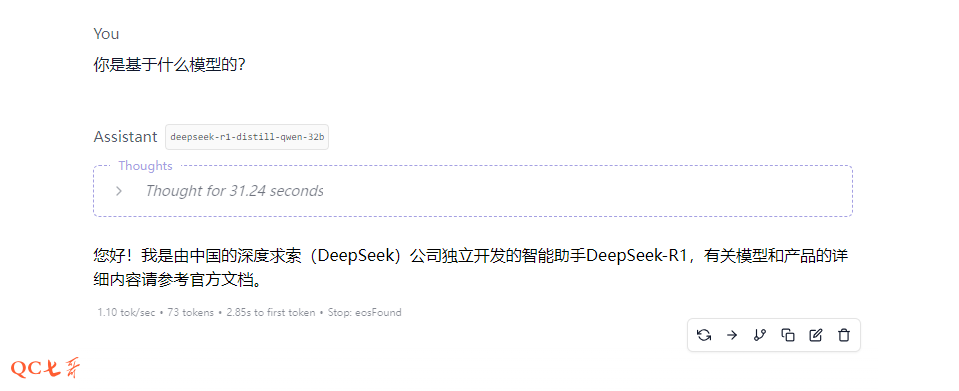 You
你是基于什么模型的？
Assistant deepseek-r1-distill-qwen-32b
Thoughts
Thought for 31.24 seconds
您好！我是由中国的深度求索（DeepSeek）公司独立开发的智能助手DeepSeek-R1，有关模型和产品的详
细内容请参考官方文档。
1.10 tok/sec • 73 tokens • 2.85s to first token • Stop: eosFound
QC七哥